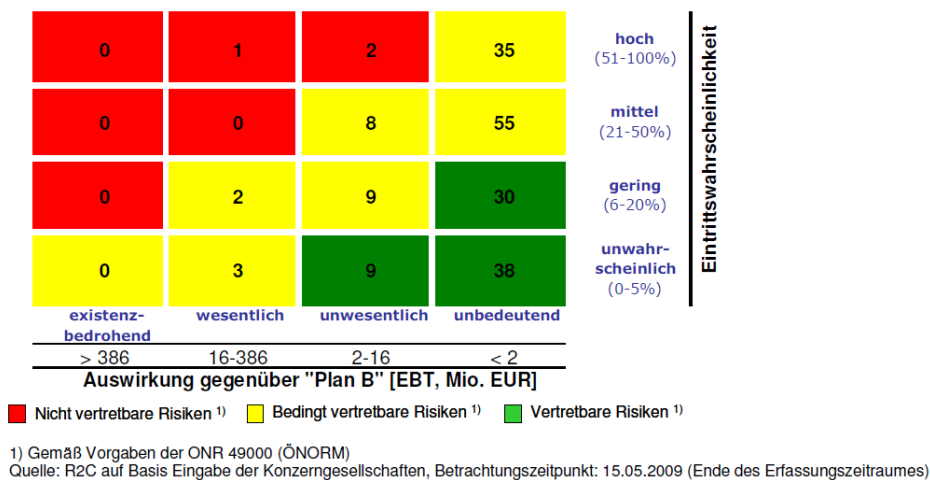 0 1 2 35 hoch
(51-100%)
0 0 8 55 mittel
(21-50%)
0 2 9 30 gering
(6-20%)
0 3 9 38 unwahr-
scheinlich
(0-5%)
Eintrittswahrscheinlichkeit
existenz-
bedrohend wesentlich unwesentlich unbedeutend
> 386 16-386 2-16 < 2
Auswirkung gegenüber "Plan B" [EBT, Mio. EUR]
Nicht vertretbare Risiken 1) Bedingt vertretbare Risiken 1) Vertretbare Risiken 1)
1) Gemäß Vorgaben der ONR 49000 (ÖNORM)
Quelle: R2C auf Basis Eingabe der Konzerngesellschaften, Betrachtungszeitpunkt: 15.05.2009 (Ende des Erfassungszeitraumes)